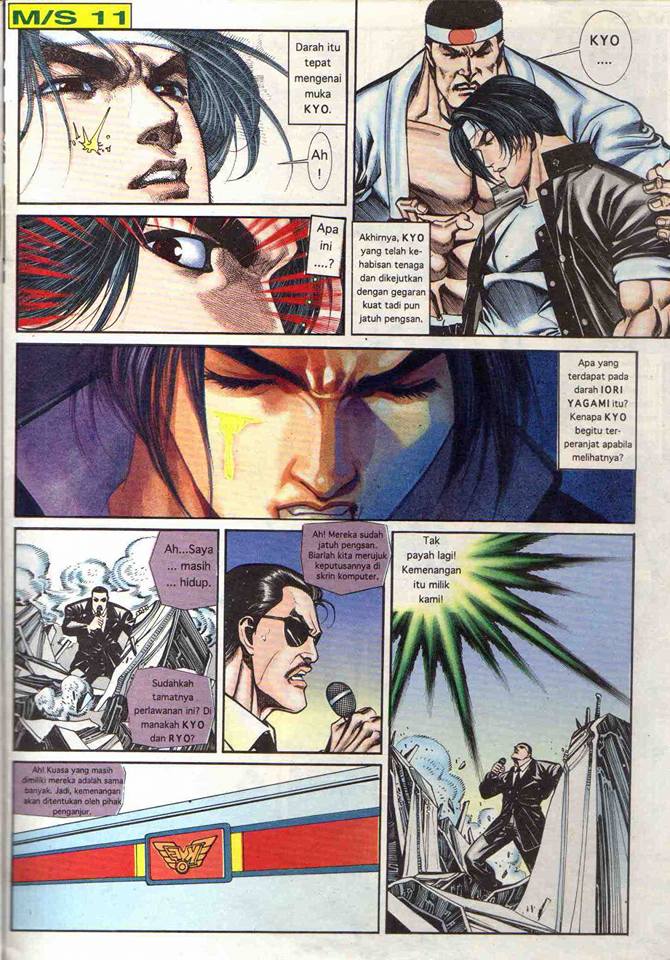 M/S 11
Darah itu
tepat
mengenai
muka
KYO.
Ah
!
KYO
....
Apa
ini
....?
Akhirnya, KYO
yang telah ke-
habisan tenaga
dan dikejutkan
dengan gegaran
kuat tadi pun
jatuh pengsan.
Apa yang
terdapat pada
darah IORI
YAGAMI itu?
Kenapa KYO
begitu ter-
peranjat apabila
melihatnya?
Ah...Saya
... masih
... hidup.
Sudahkah
tamatnya
perlawanan ini? Di
manakah KYO
dan RYO?
Ah! Mereka sudah
jatuh pengsan.
Biarlah kita merujuk
keputusannya di
skrin komputer.
Tak
payah lagi!
Kemenangan
itu milik
kami!
Ah! Kuasa yang masih
dimiliki mereka adalah sama
banyak. Jadi, kemenangan
akan ditentukan oleh pihak
penganjur.